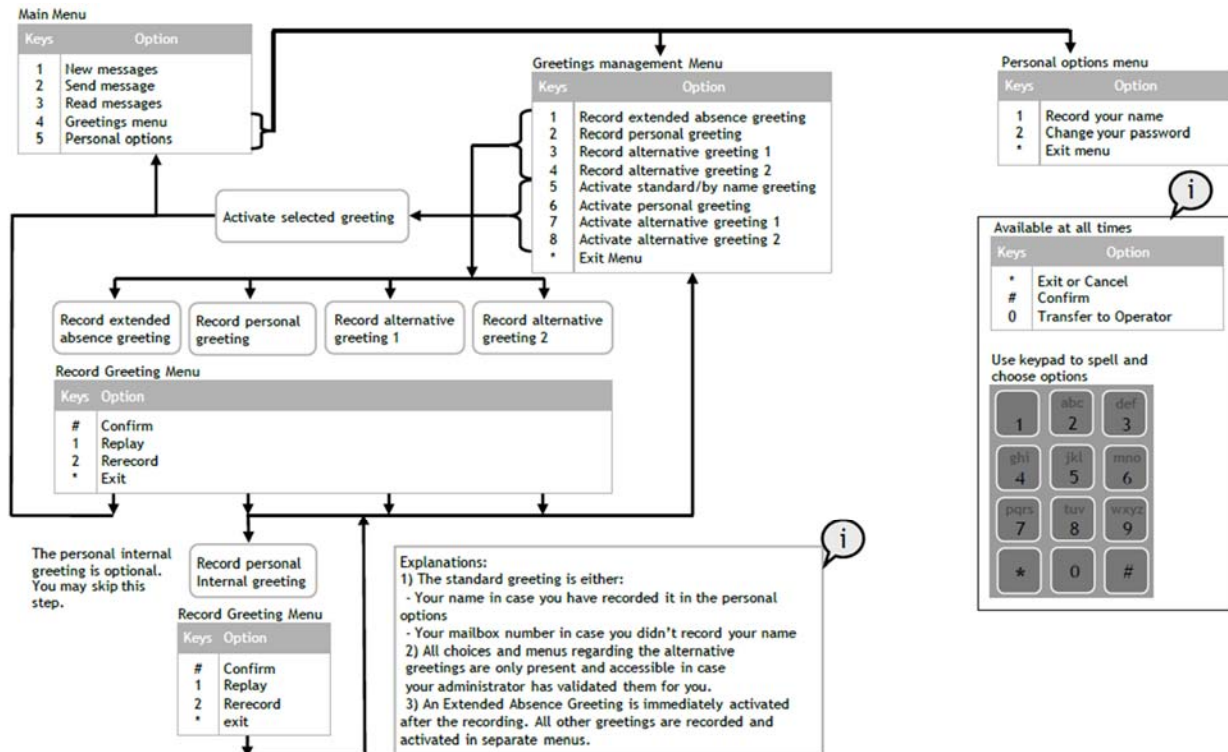 Main Menu
Keys Option
1 New messages
2 Send message
3 Read messages
4 Greetings menu
5 Personal options
Greetings management Menu
Keys Option
1 Record extended absence greeting
2 Record personal greeting
3 Record alternative greeting 1
4 Record alternative greeting 2
5 Activate standard/by name greeting
6 Activate personal greeting
7 Activate alternative greeting 1
8 Activate alternative greeting 2
* Exit Menu
Personal options menu
Keys Option
1 Record your name
2 Change your password
* Exit menu
Activate selected greeting
i
Available at all times
Keys Option
* Exit or Cancel
# Confirm
0 Transfer to Operator
Use keypad to spell and
choose options
abc def
1 2 3
ghi jkl mno
4 5 6
pqrs tuv wxyz
7 8 9
* 0 #
Record extended
absence greeting
Record personal
greeting
Record alternative
greeting 1
Record alternative
greeting 2
Record Greeting Menu
Keys Option
# Confirm
1 Replay
2 Rerecord
* Exit
The personal internal
greeting is optional.
You may skip this
step.
Record personal
Internal greeting
Record Greeting Menu
Keys Option
# Confirm
1 Replay
2 Rerecord
* exit
i
Explanations:
1) The standard greeting is either:
- Your name in case you have recorded it in the personal
options
- Your mailbox number in case you didn't record your name
2) All choices and menus regarding the alternative
greetings are only present and accessible in case
your administrator has validated them for you.
3) An Extended Absence Greeting is immediately activated
after the recording. All other greetings are recorded and
activated in separate menus.